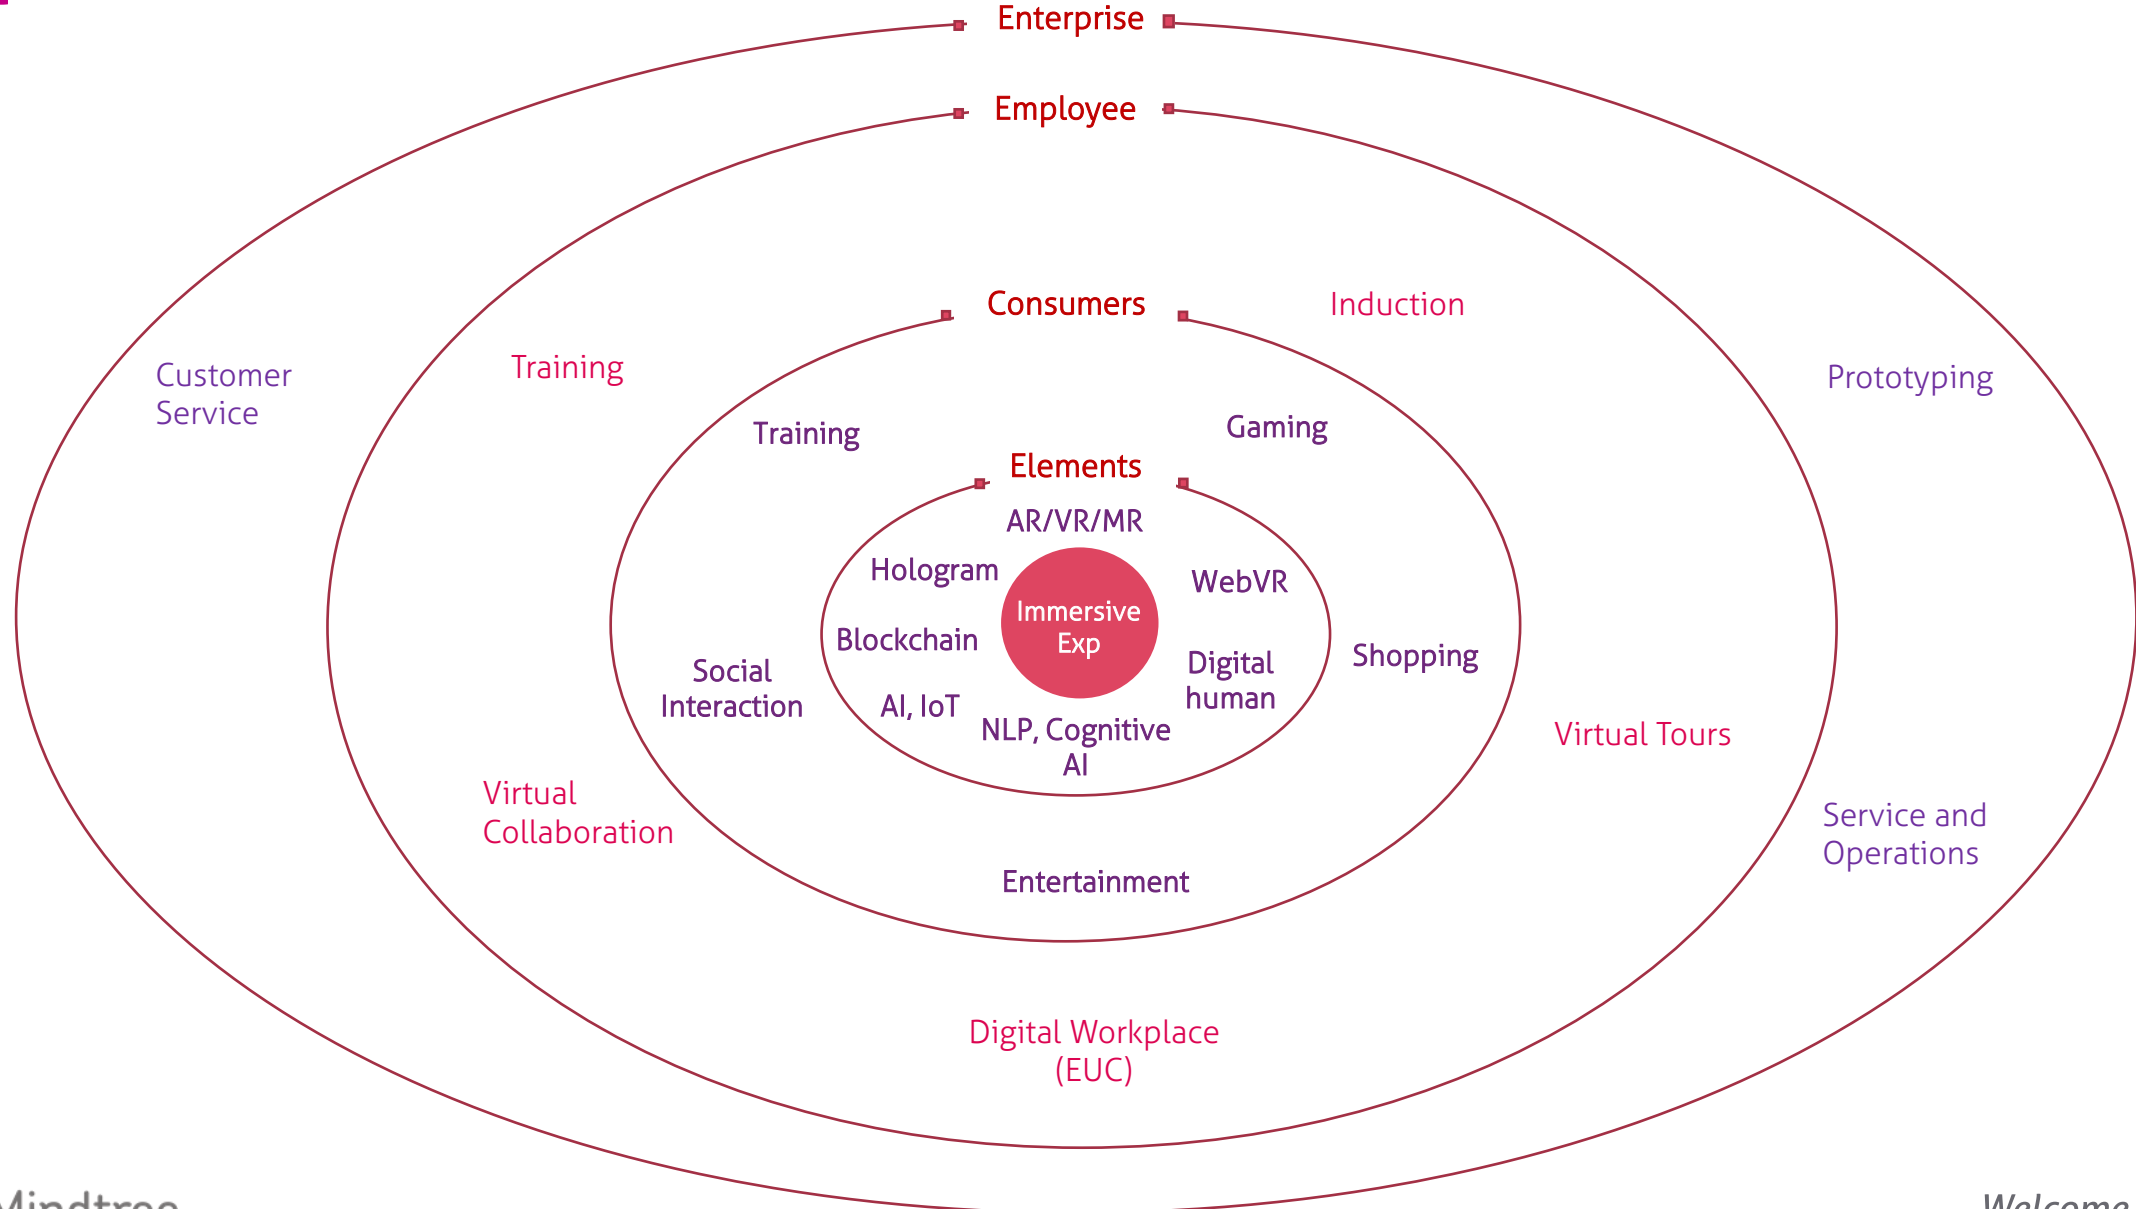 Enterprise
Employee
Consumers
Induction
Training
Customer
Service
Prototyping
Training
Gaming
Elements
AR/VR/MR
Hologram
WebVR
Immersive
Exp
Blockchain
Digital
human
Shopping
Social
Interaction
AI, IoT
NLP, Cognitive
AI
Virtual Tours
Virtual
Collaboration
Service and
Operations
Entertainment
Digital Workplace
(EUC)
Mindtree
Welcome